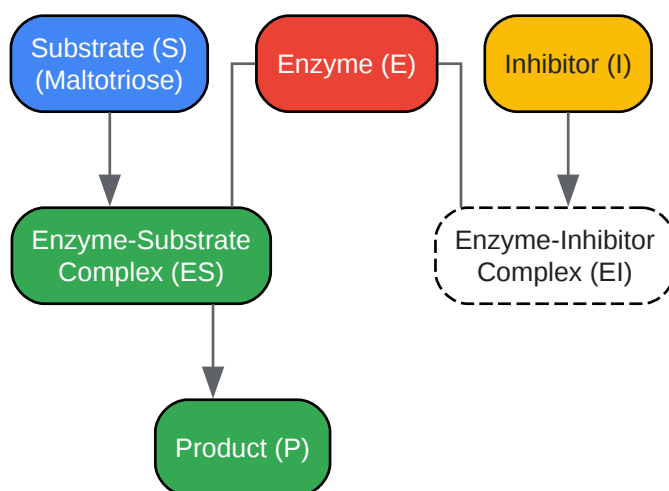 Substrate (S)
(Maltotriose)
Enzyme (E)
Inhibitor (I)
Enzyme-Substrate
Complex (ES)
Enzyme-Inhibitor
Complex (EI)
Product (P)